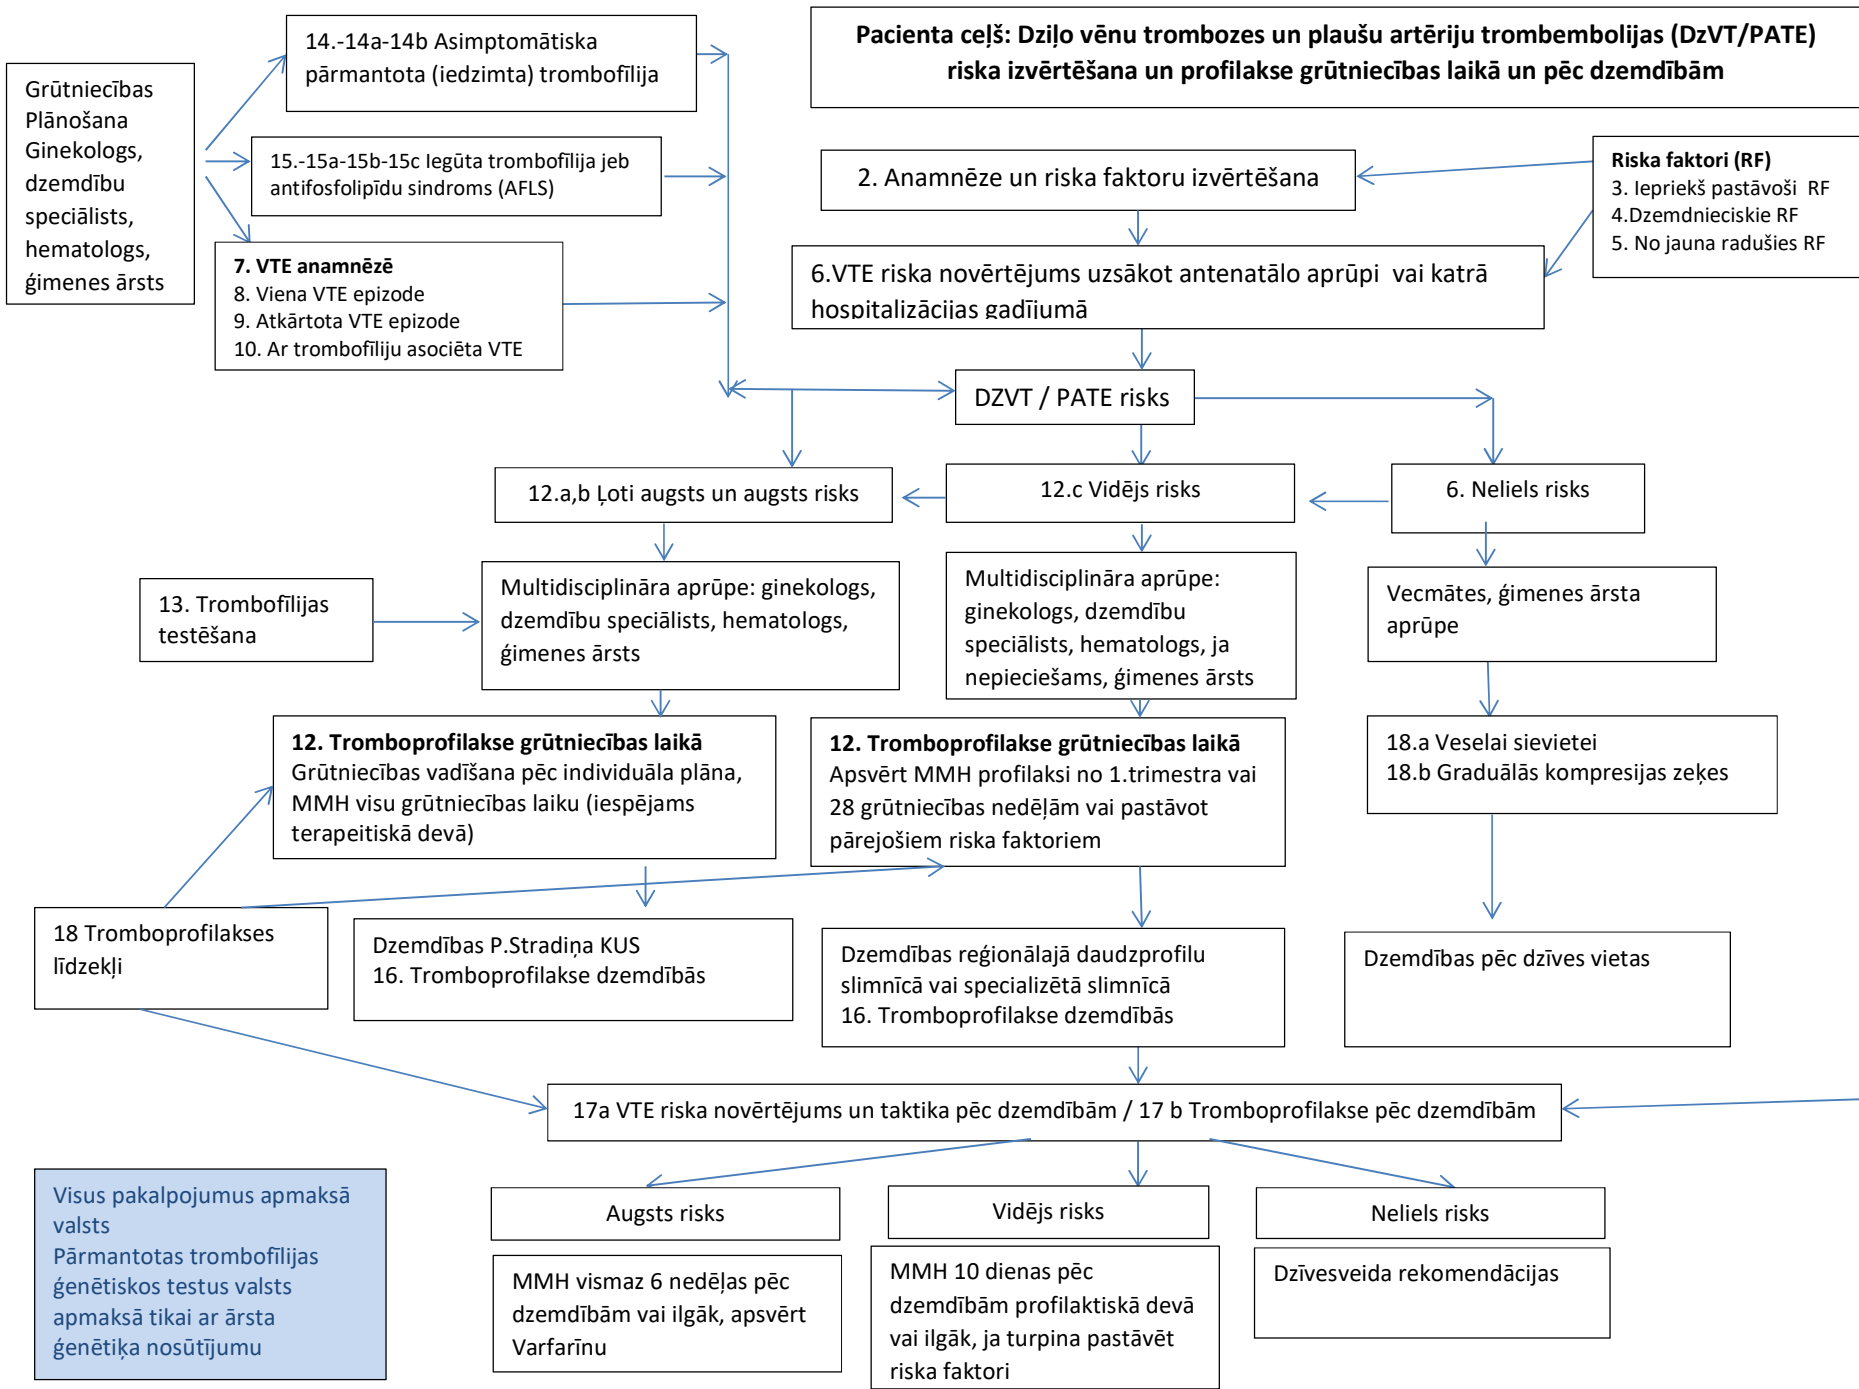 Pacienta ceļš: Dziļo vēnu trombozes un plaušu artēriju trombembolijas (DzVT/PATE)
riska izvērtēšana un profilakse grūtniecības laikā un pēc dzemdībām
Grūtniecības
Plānošana
Ginekologs,
dzemdību
speciālists,
hematologs,
ģimenes ārsts
14.-14a-14b Asimptomātiska
pārmantota (iedzimta) trombofīlija
15.-15a-15b-15c Iegūta trombofīlija jeb
antifosfolipīdu sindroms (AFLS)
7. VTE anamnēzē
8. Viena VTE epizode
9. Atkārtota VTE epizode
10. Ar trombofīliju asociēta VTE
2. Anamnēze un riska faktoru izvērtēšana
Riska faktori (RF)
3. Iepriekš pastāvoši RF
4.Dzemdnieciskie RF
5. No jauna radušies RF
6.VTE riska novērtējums uzsākot antenatālo aprūpi vai katrā
hospitalizācijas gadījumā
DZVT / PATE risks
12.a,b Ļoti augsts un augsts risks
12.c Vidējs risks
6. Neliels risks
13. Trombofīlijas
testēšana
Multidisciplināra aprūpe: ginekologs,
dzemdību speciālists, hematologs,
ģimenes ārsts
Multidisciplināra aprūpe:
ginekologs, dzemdību
speciālists, hematologs, ja
nepieciešams, ģimenes ārsts
Vecmātes, ģimenes ārsta
aprūpe
12. Tromboprofilakse grūtniecības laikā
Grūtniecības vadīšana pēc individuāla plāna,
MMH visu grūtniecības laiku (iespējams
terapeitiskā devā)
12. Tromboprofilakse grūtniecības laikā
Apsvērt MMH profilaksi no 1.trimestra vai
28 grūtniecības nedēļām vai pastāvot
pārejošiem riska faktoriem
18.a Veselai sievietei
18.b Graduālās kompresijas zeķes
18 Tromboprofilakses
līdzekļi
Dzemdības P.Stradiņa KUS
16. Tromboprofilakse dzemdībās
Dzemdības reģionālajā daudzprofilu
slimnīcā vai specializētā slimnīcā
16. Tromboprofilakse dzemdībās
Dzemdības pēc dzīves vietas
17a VTE riska novērtējums un taktika pēc dzemdībām / 17 b Tromboprofilakse pēc dzemdībām
Visus pakalpojumus apmaksā
valsts
Pārmantotas trombofīlijas
ģenētiskos testus valsts
apmaksā tikai ar ārsta
ģenētiķa nosūtījumu
Augsts risks
Vidējs risks
Neliels risks
MMH vismaz 6 nedēļas pēc
dzemdībām vai ilgāk, apsvērt
Varfarīnu
MMH 10 dienas pēc
dzemdībām profilaktiskā devā
vai ilgāk, ja turpina pastāvēt
riska faktori
Dzīvesveida rekomendācijas